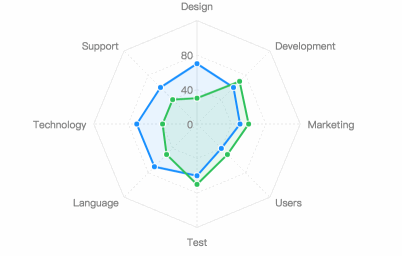 Design
Support
Development
80
40
Technology
0
Marketing
Language
Users
Test